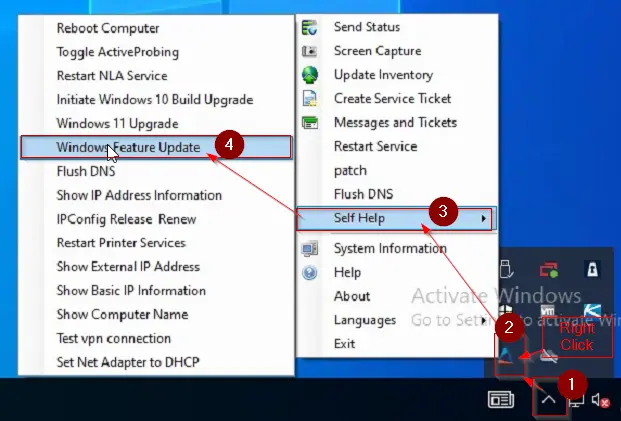 Reboot Computer
Toggle ActiveProbing
Restart NLA Service
Initiate Windows 10 Build Upgrade
Windows 11 Upgrade
Windows Feature Update
4
Flush DNS
Show IP Address Information
IPConfig Release Renew
Restart Printer Services
Show External IP Address
Show Basic IP Information
Show Computer Name
Test vpn connection
Set Net Adapter to DHCP
Send Status
Screen Capture
Update Inventory
Create Service Ticket
Messages and Tickets
Restart Service
patch
Flush DNS
Self Help
3
System Information
Help
About
Languages
Exit
Activate Windows
Go to Settings to activate Win
vm
2
Right
Click
1